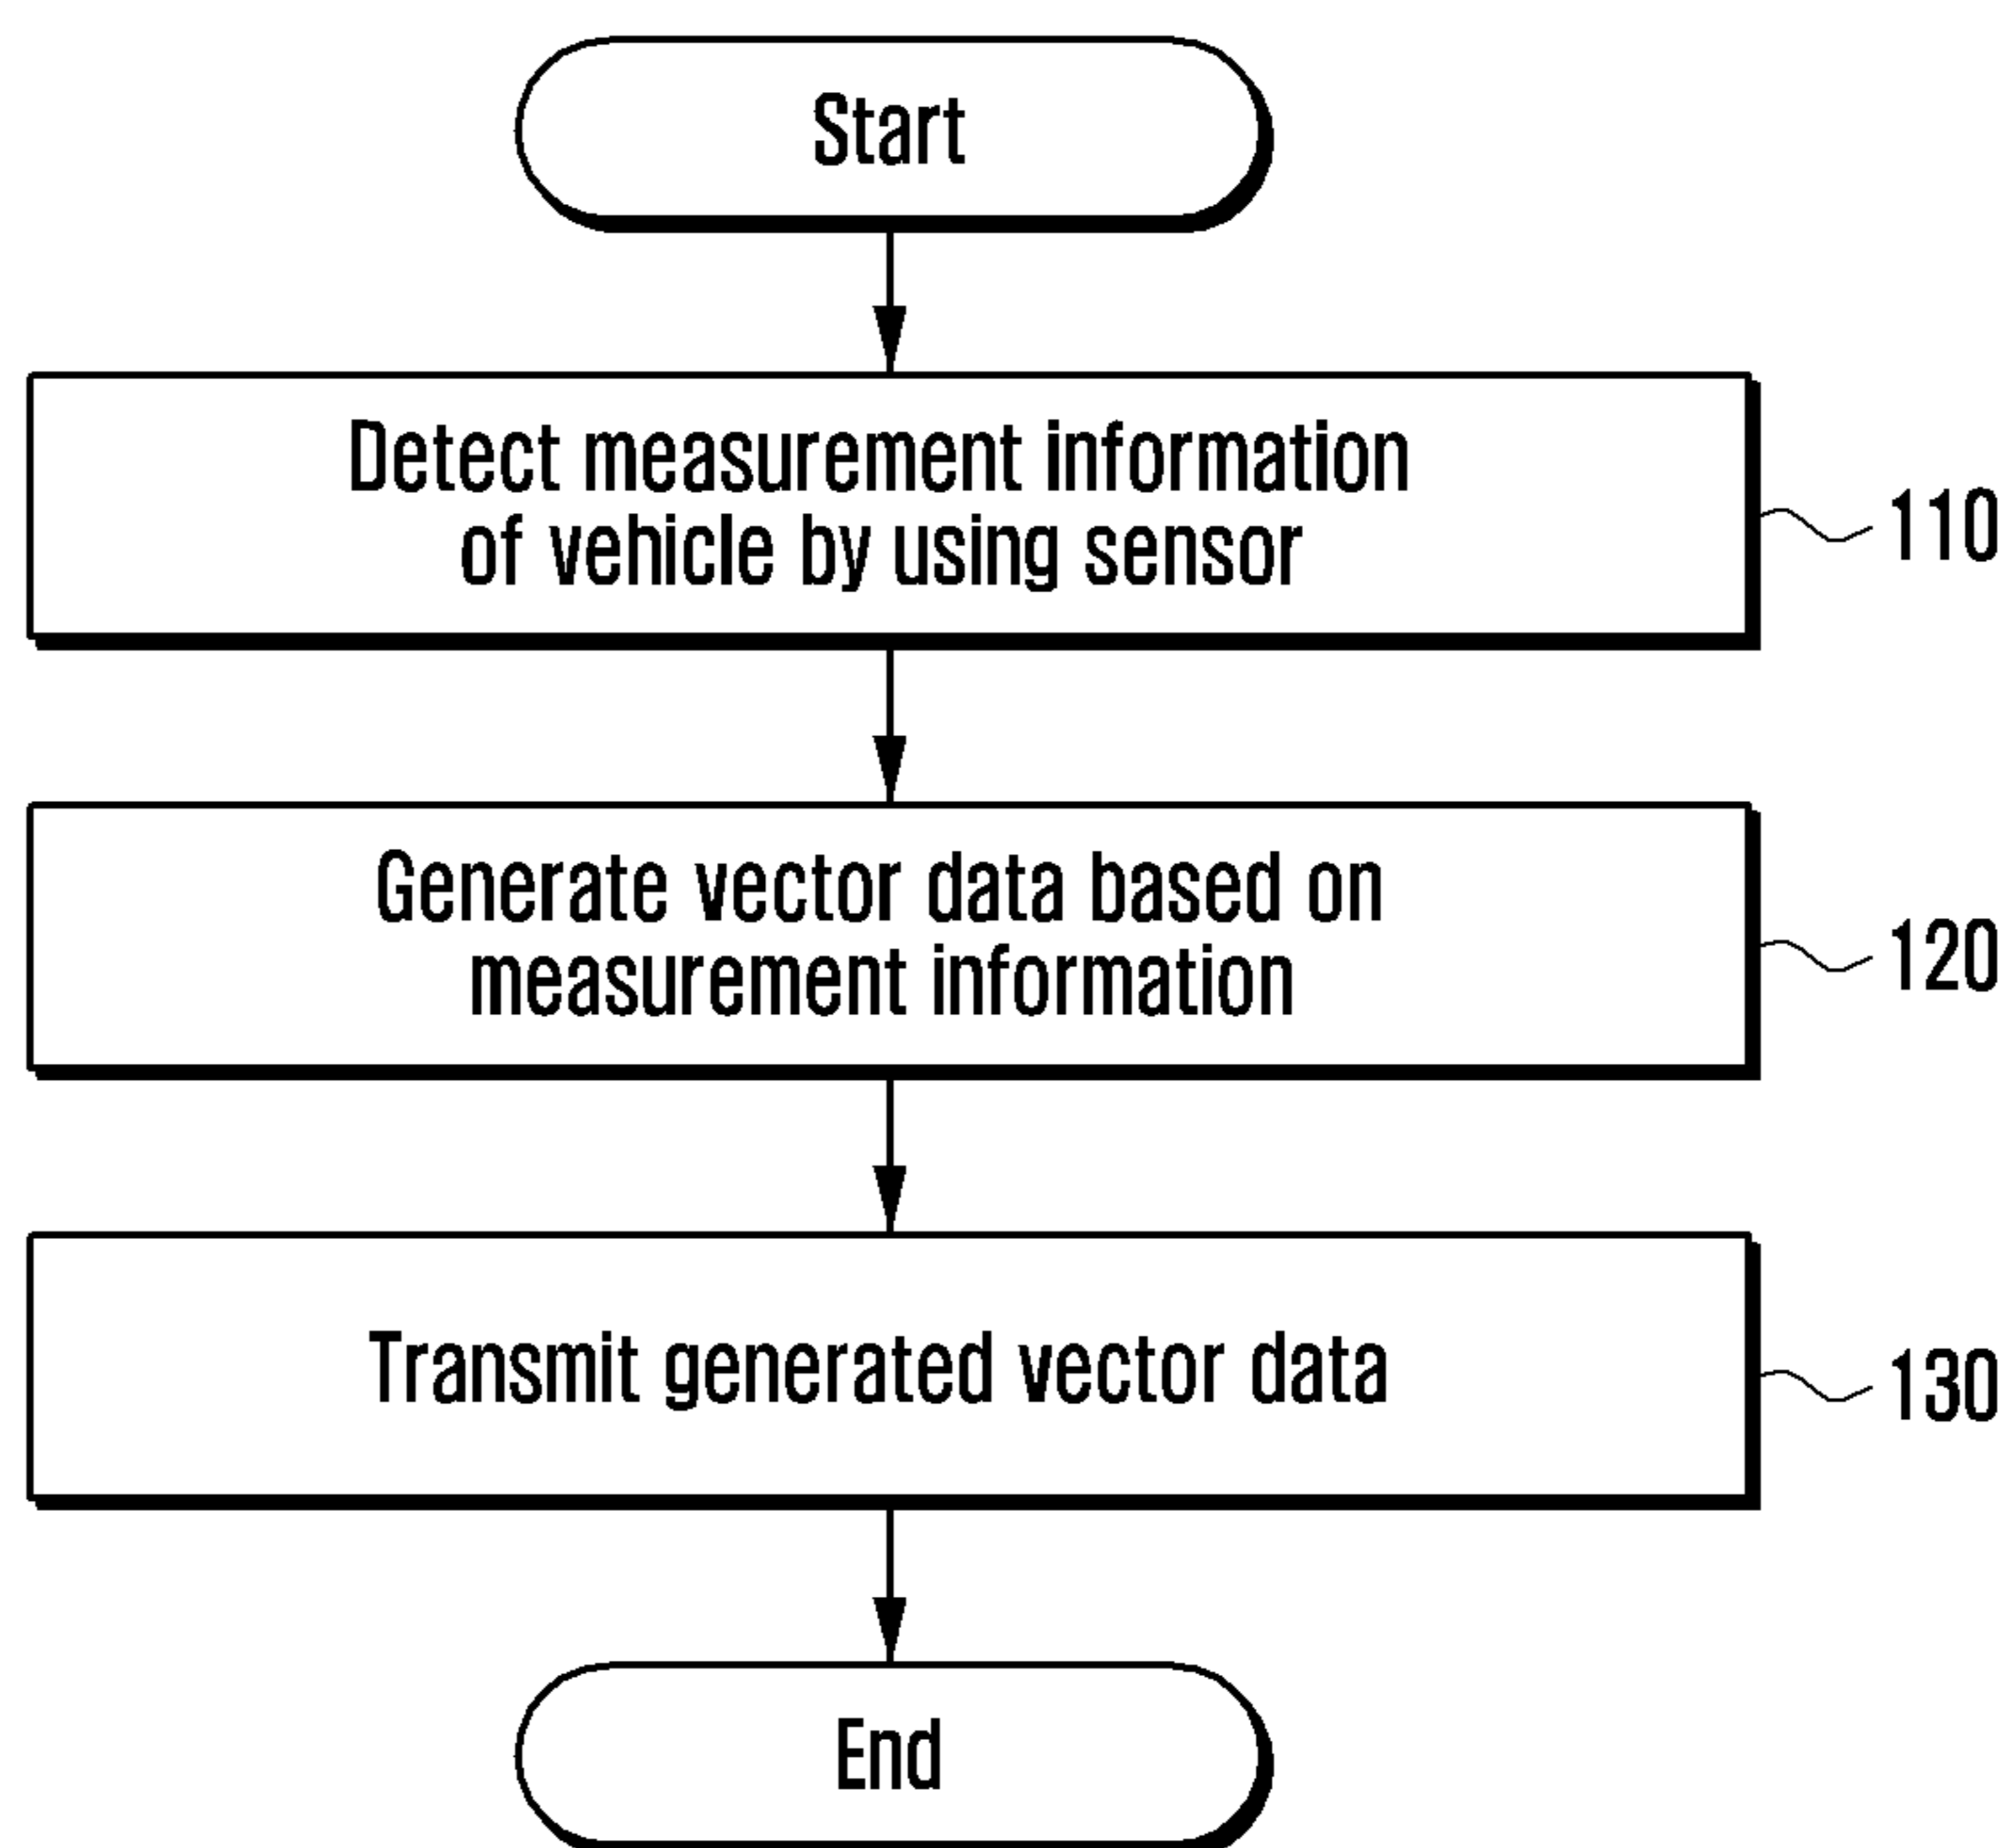 Start
Detect measurement information
of vehicle by using sensor
110
Generate vector data based on
measurement information
120
Transmit generated vector data
130
End